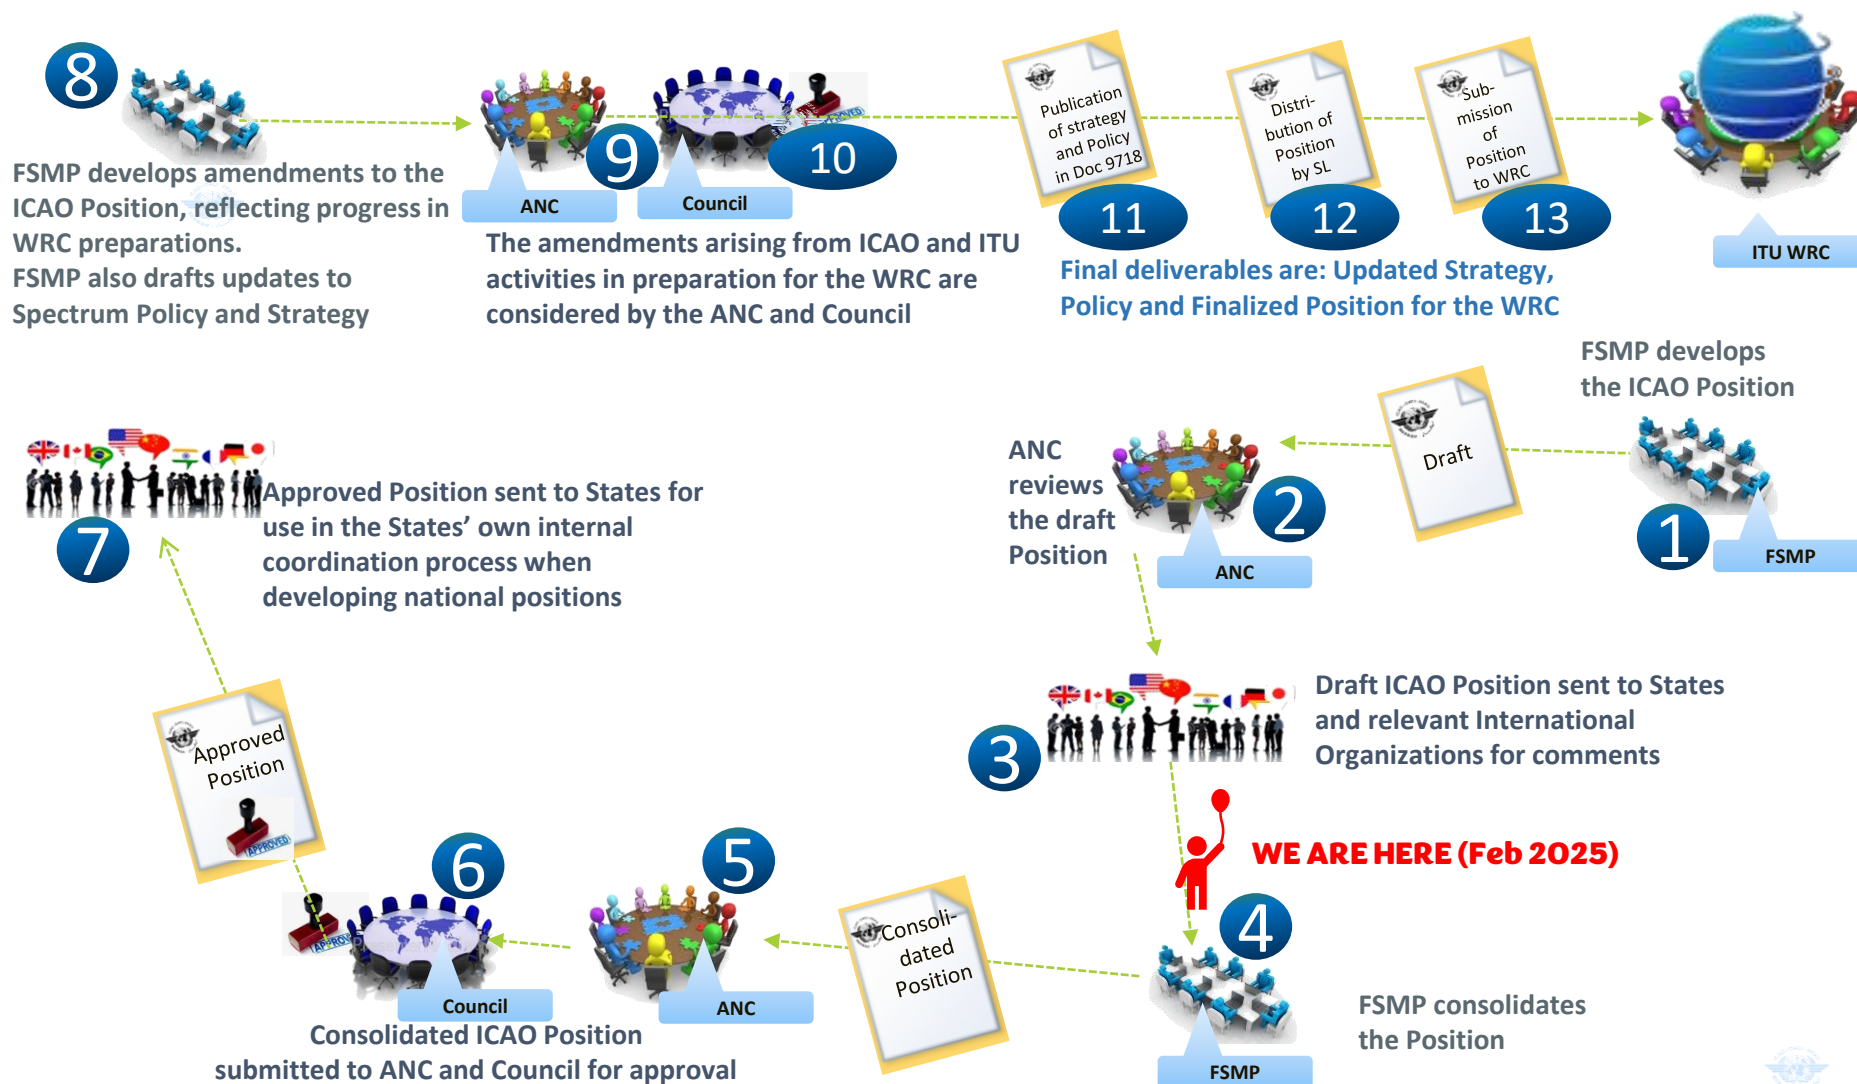 8
FSMP develops amendments to the
ICAO Position, reflecting progress in
WRC preparations.
FSMP also drafts updates to
Spectrum Policy and Strategy
ANC
9
Council
10
The amendments arising from ICAO and ITU
activities in preparation for the WRC are
considered by the ANC and Council
Publication
of strategy
and Policy
in Doc 9718
11
Distri-
bution of
Position
by SL
12
Sub-
mission
of
Position
to WRC
13
Final deliverables are: Updated Strategy,
Policy and Finalized Position for the WRC
ITU WRC
FSMP develops
the ICAO Position
1
FSMP
Draft
ANC
reviews
the draft
Position
2
ANC
3
Draft ICAO Position sent to States
and relevant International
Organizations for comments
WE ARE HERE (Feb 2025)
4
FSMP
FSMP consolidates
the Position
Consoli-
dated
Position
5
ANC
6
Council
Consolidated ICAO Position
submitted to ANC and Council for approval
Approved
Position
APPROVED
7
Approved Position sent to States for
use in the States’ own internal
coordination process when
developing national positions